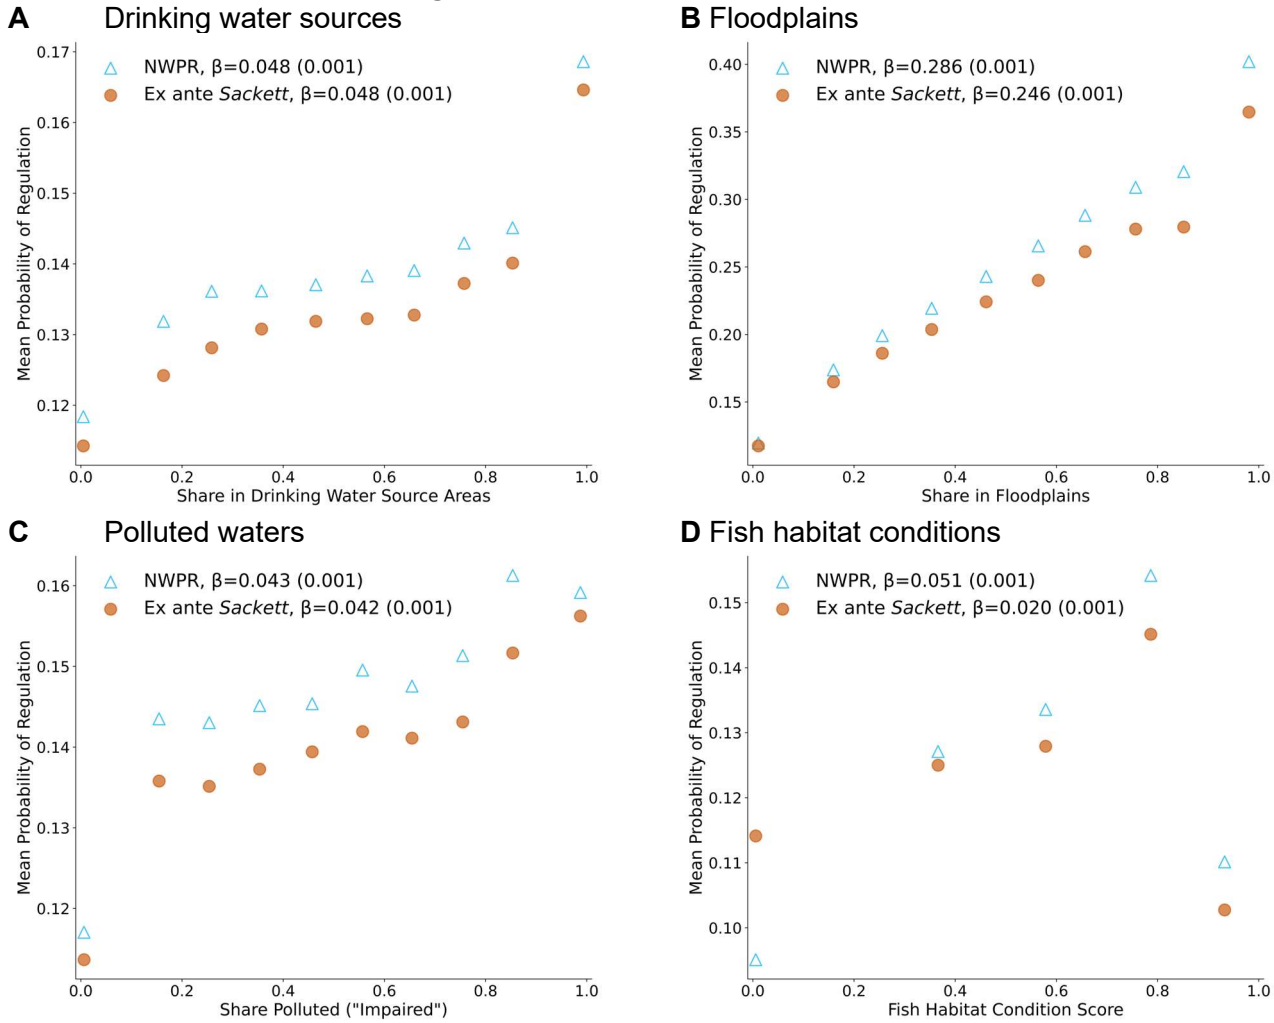 A Drinking water sources
NWPR, β=0.048 (0.001)
Ex ante Sackett, β=0.048 (0.001)
Mean Probability of Regulation
0.17
0.16
0.15
0.14
0.13
0.12
0.0 0.2 0.4 0.6 0.8 1.0
Share in Drinking Water Source Areas
B Floodplains
NWPR, β=0.286 (0.001)
Ex ante Sackett, β=0.246 (0.001)
Mean Probability of Regulation
0.40
0.35
0.30
0.25
0.20
0.15
0.0 0.2 0.4 0.6 0.8 1.0
Share in Floodplains
C Polluted waters
NWPR, β=0.043 (0.001)
Ex ante Sackett, β=0.042 (0.001)
Mean Probability of Regulation
0.16
0.15
0.14
0.13
0.12
0.0 0.2 0.4 0.6 0.8 1.0
Share Polluted ("Impaired")
D Fish habitat conditions
NWPR, β=0.051 (0.001)
Ex ante Sackett, β=0.020 (0.001)
Mean Probability of Regulation
0.15
0.14
0.13
0.12
0.11
0.10
0.0 0.2 0.4 0.6 0.8 1.0
Fish Habitat Condition Score